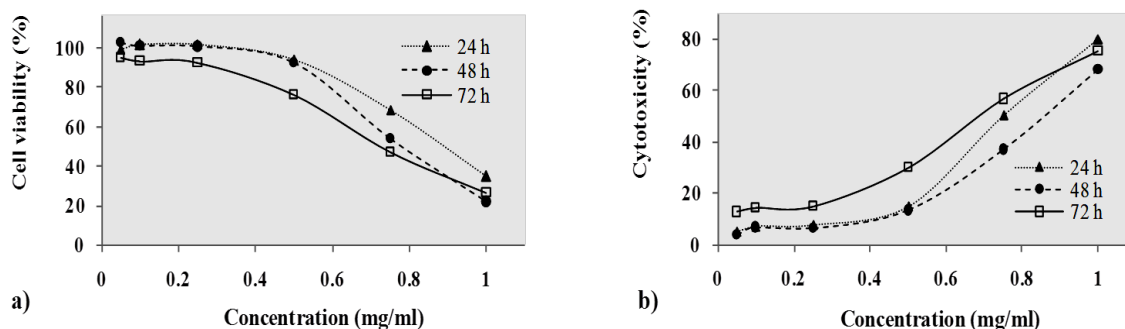 Cell viability (%)
100
80
60
40
20
0
0
0.2
0.4
0.6
0.8
1
24 h
48 h
72 h
Concentration (mg/ml)
a)
Cytotoxicity (%)
80
60
40
20
0
0
0.2
0.4
0.6
0.8
1
24 h
48 h
72 h
Concentration (mg/ml)
b)